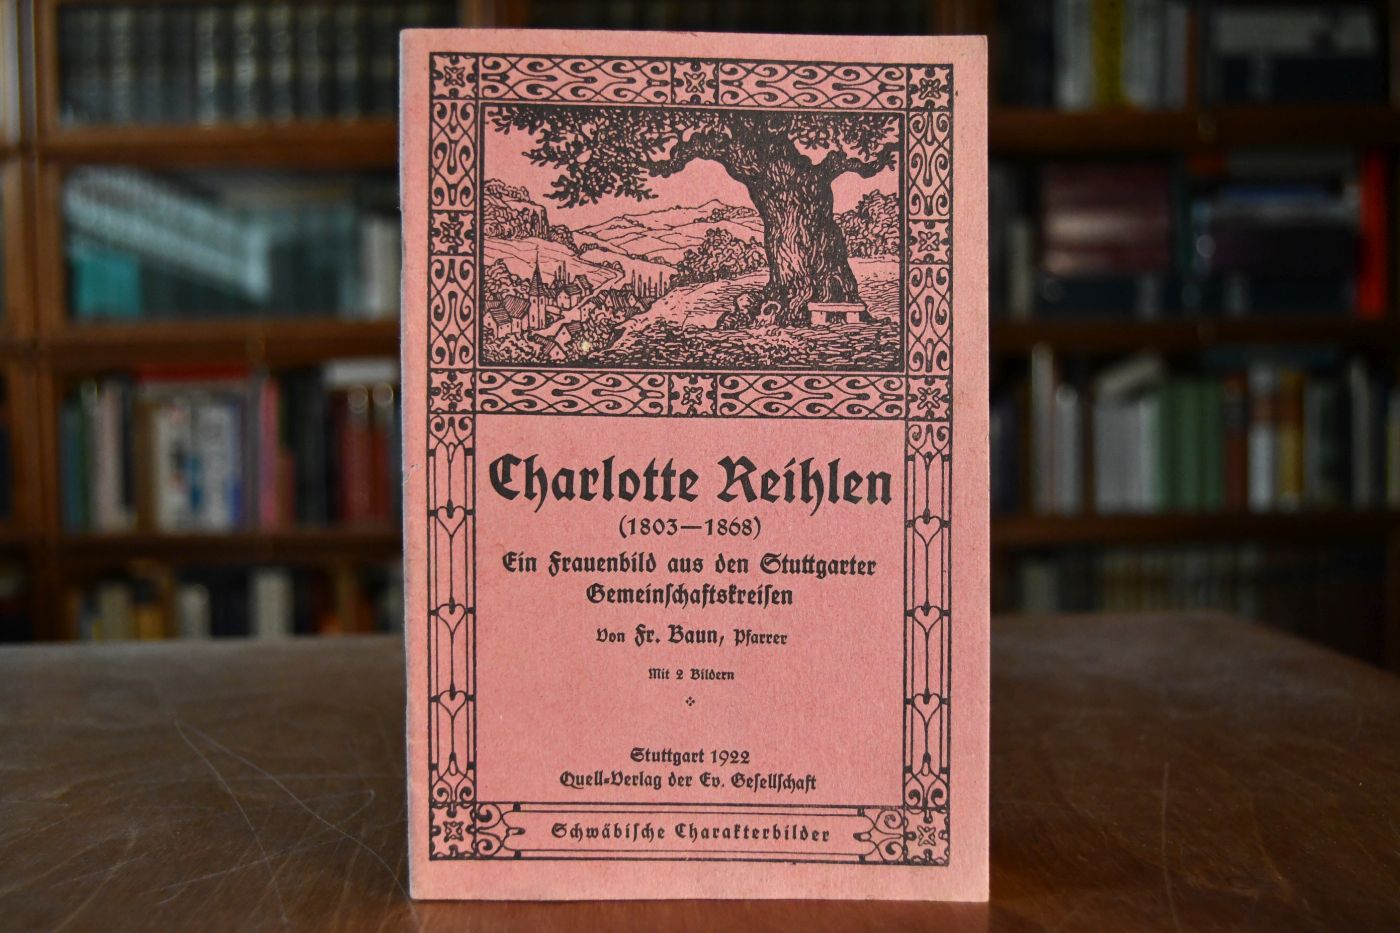 Charlotte Reihlen
(1803—1868)
Ein Frauenbild aus den Stuttgarter
Gemeinſchaftskreiſen
Von Fr. Baun, Pfarrer
Mit 2 Bildern
Stuttgart 1922
Quell-Verlag der Ev. Geſellſchaft
Schwäbiſche Charakterbilder